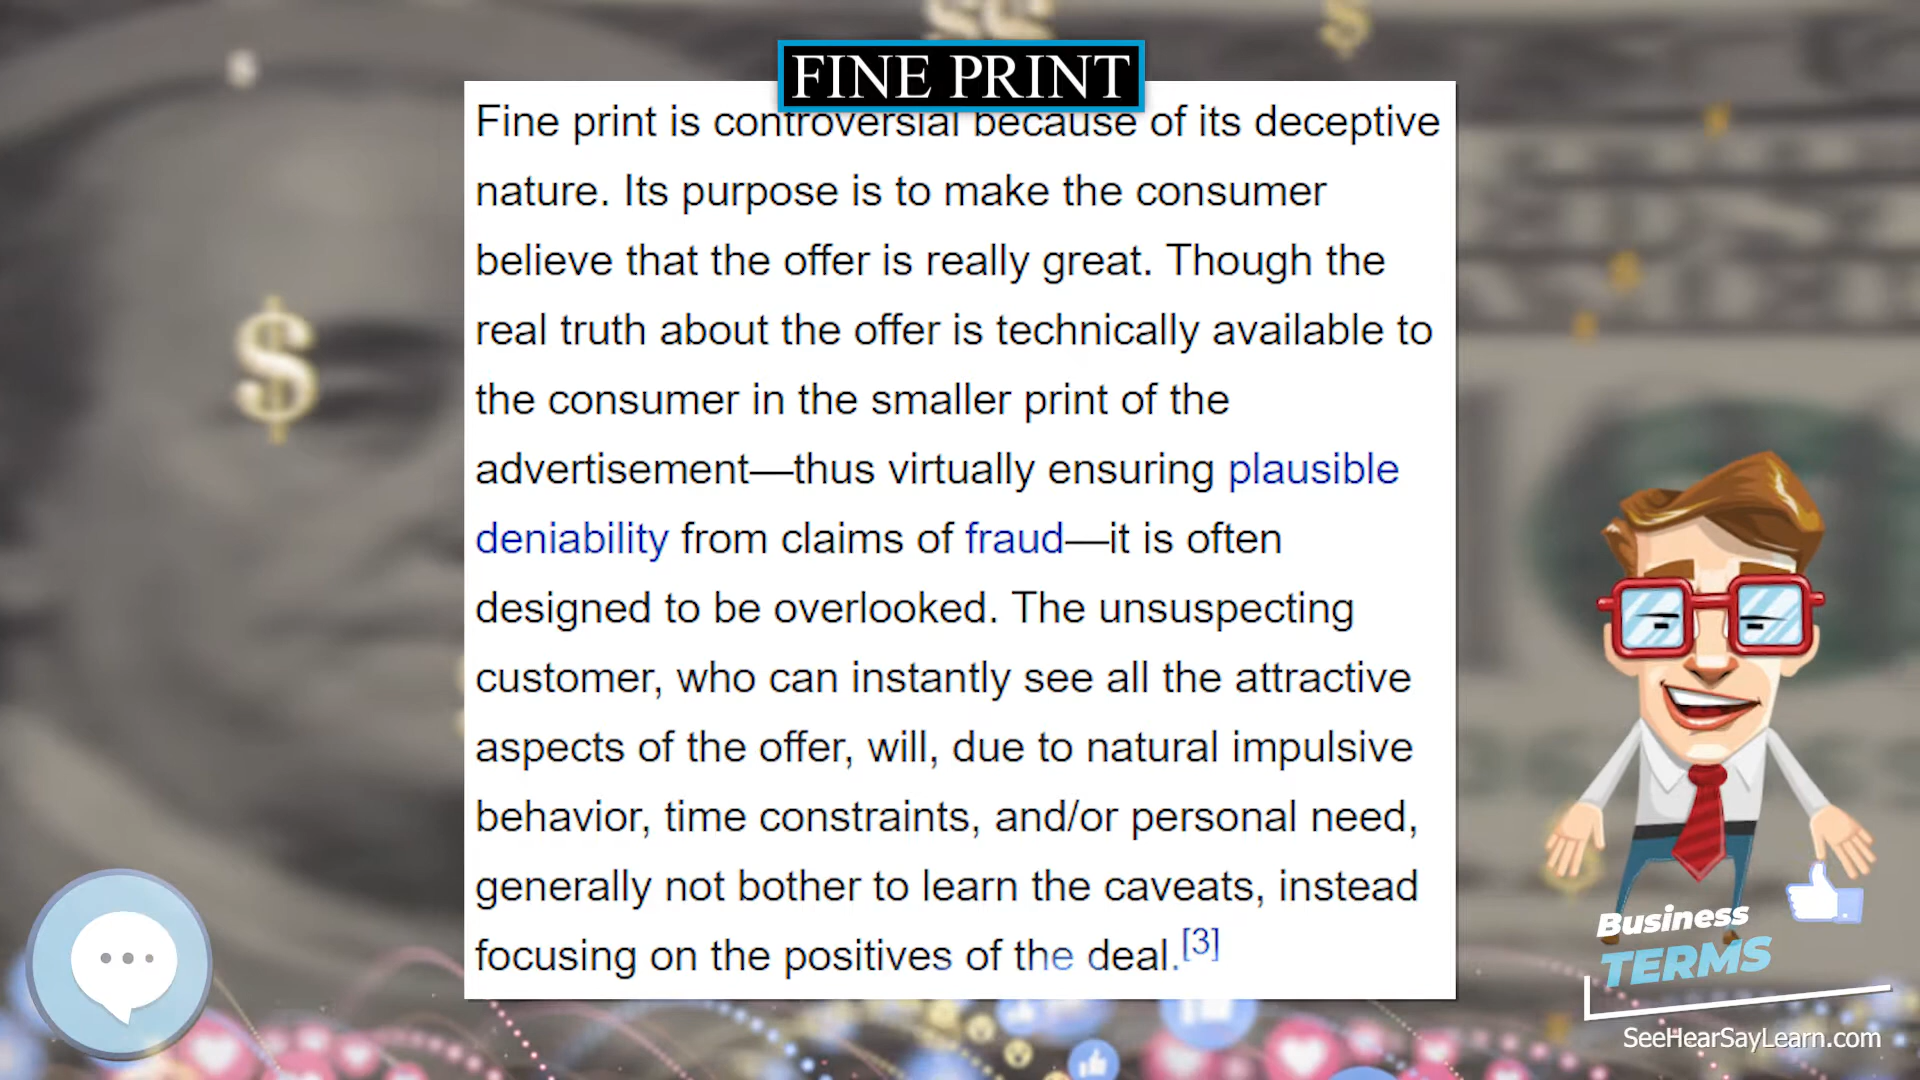 FINE PRINT
Fine print is controversial because of its deceptive
nature. Its purpose is to make the consumer
believe that the offer is really great. Though the
real truth about the offer is technically available to
the consumer in the smaller print of the
advertisement—thus virtually ensuring plausible
deniability from claims of fraud—it is often
designed to be overlooked. The unsuspecting
customer, who can instantly see all the attractive
aspects of the offer, will, due to natural impulsive
behavior, time constraints, and/or personal need,
generally not bother to learn the caveats, instead
focusing on the positives of the deal.[3]
Business
TERMS
SeeHearSayLearn.com